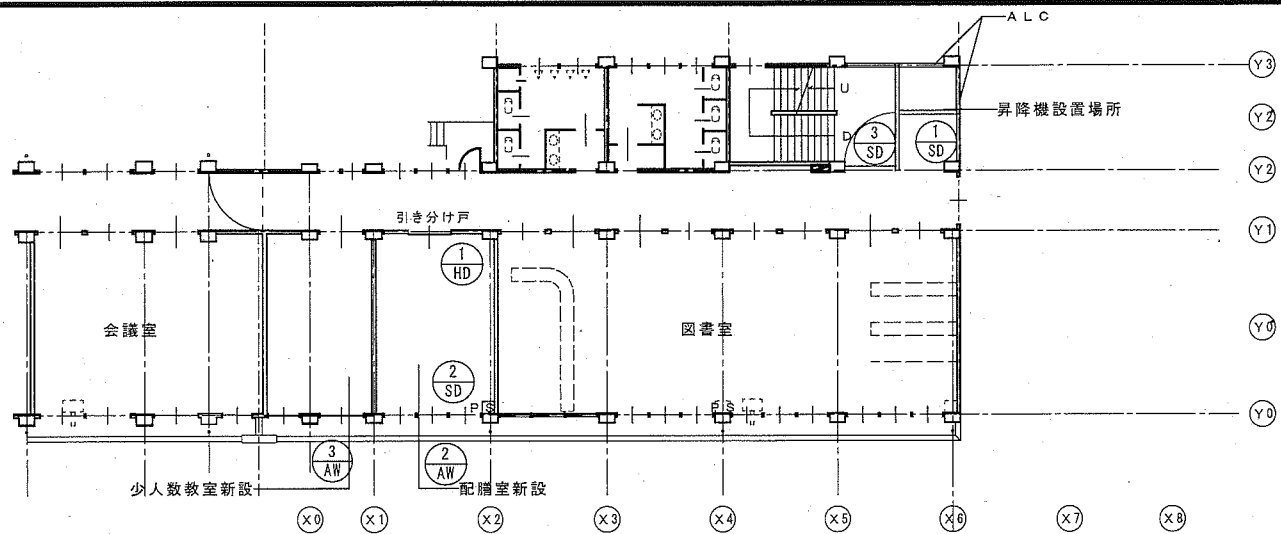 ALC
Y3
U
昇降機設置場所
Y2'
D
3
SD
1
SD
Y2
引き分け戸
Y1
1
HD
会議室
図書室
Y0'
2
SD
PS
PS
Y0
3
AW
2
AW
少人数教室新設
配膳室新設
X0
X1
X2
X3
X4
X5
X6
X7
X8